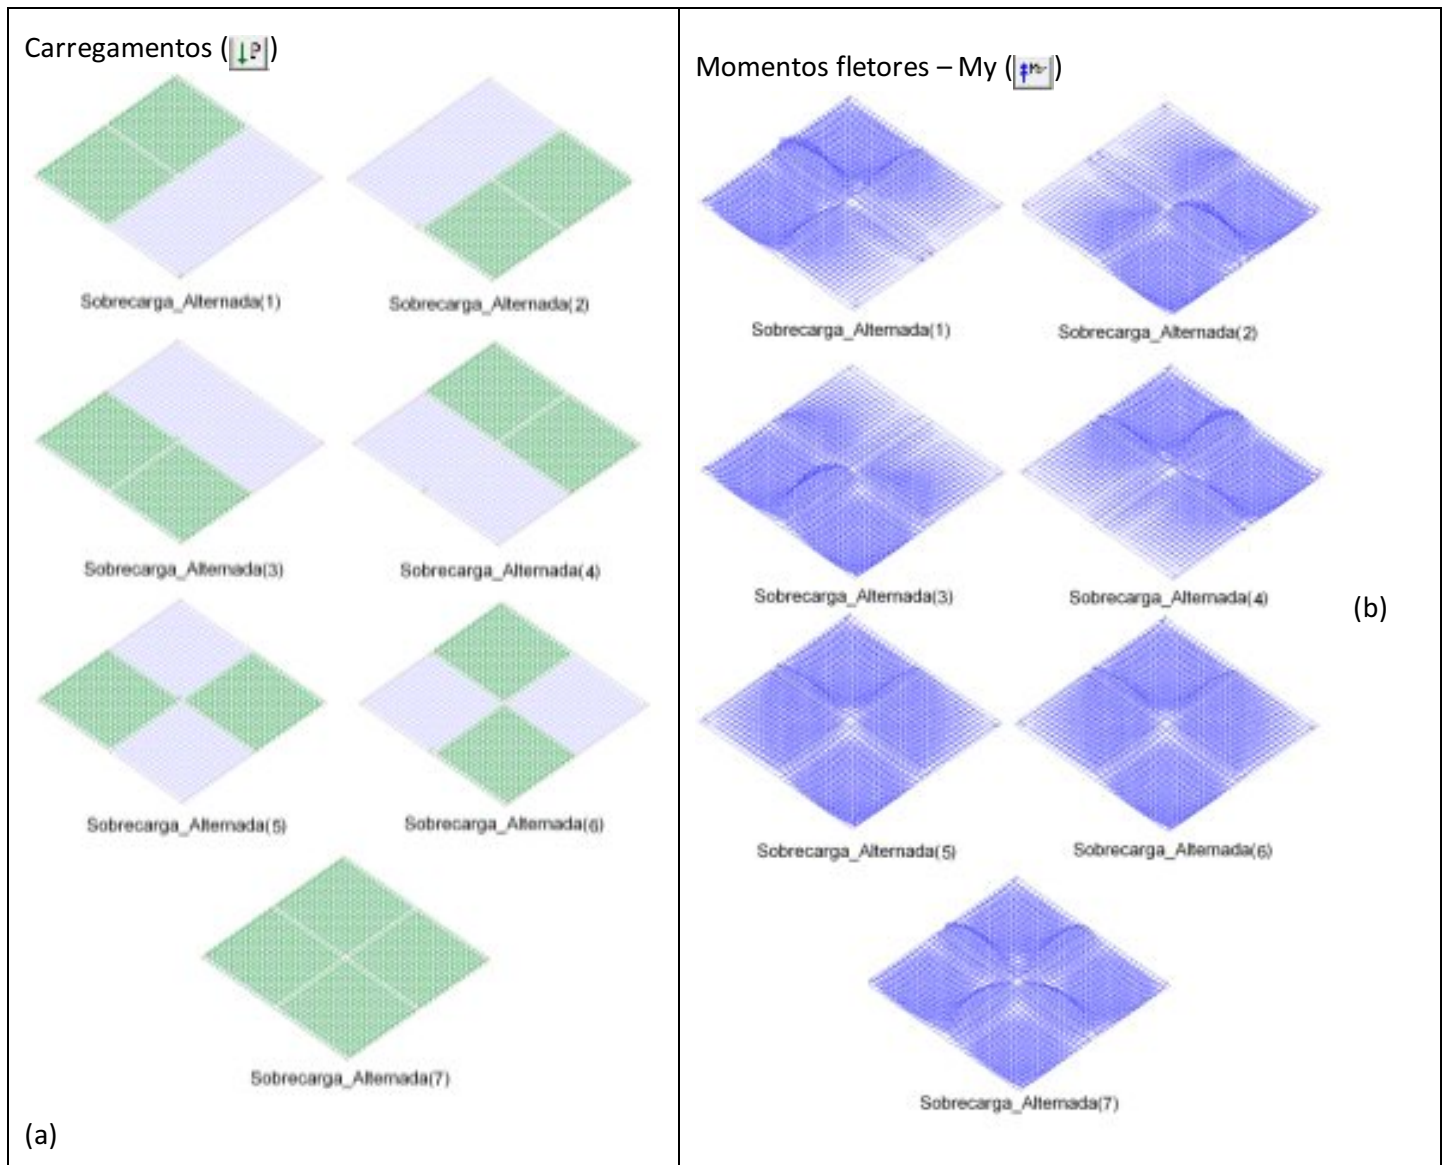 Carregamentos ( P )
Sobrecarga_Alternada(1)
Sobrecarga_Alternada(2)
Sobrecarga_Alternada(3)
Sobrecarga_Alternada(4)
Sobrecarga_Alternada(5)
Sobrecarga_Alternada(6)
Sobrecarga_Alternada(7)
(a)
Momentos fletores – My ( )
Sobrecarga_Alternada(1)
Sobrecarga_Alternada(2)
Sobrecarga_Alternada(3)
Sobrecarga_Alternada(4)
(b)
Sobrecarga_Alternada(5)
Sobrecarga_Alternada(6)
Sobrecarga_Alternada(7)